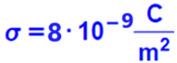 σ = 8 · 10⁻⁹ C/m²